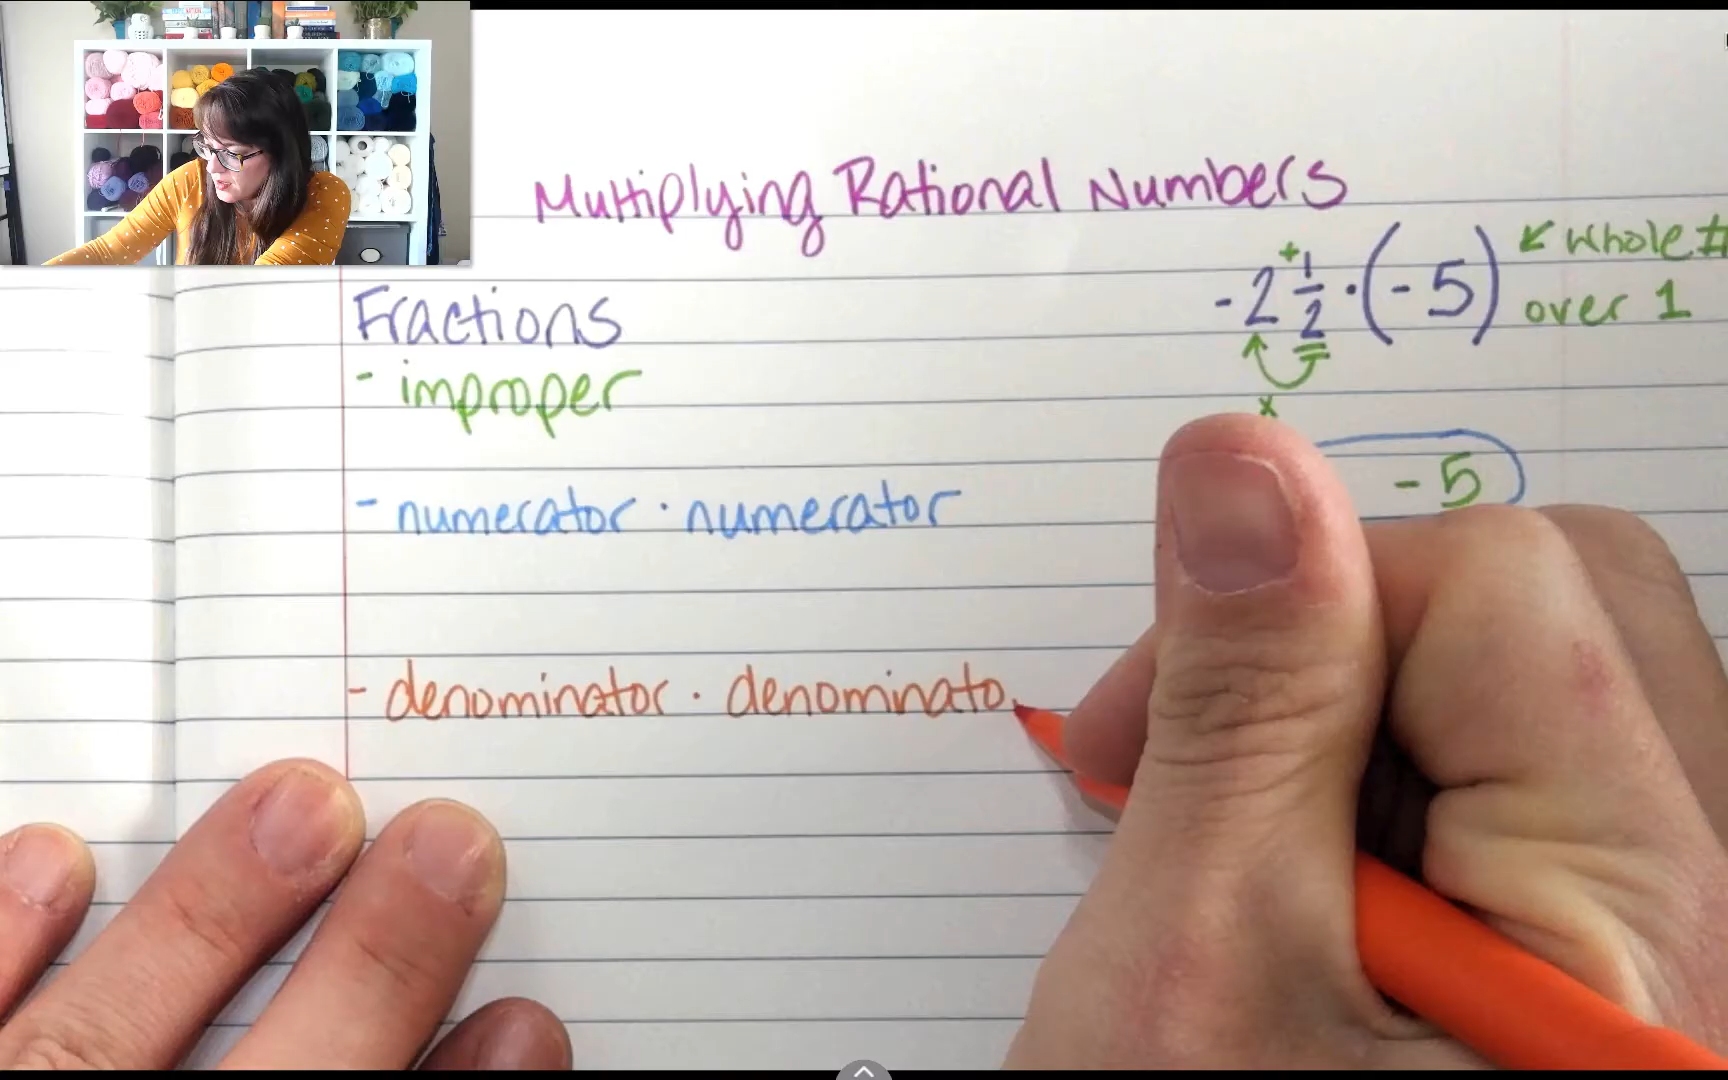 Multiplying Rational Numbers
Fractions
- improper
- numerator · numerator
- denominator · denominato
+
- 2 1/2 · (- 5)
x
↙ whole #
over 1
- 5